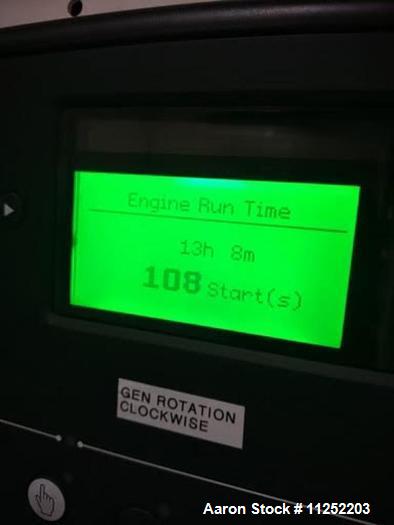 Engine Run Time
13h 8m
108 Start(s)
GEN ROTATION
CLOCKWISE
Aaron Stock # 11252203